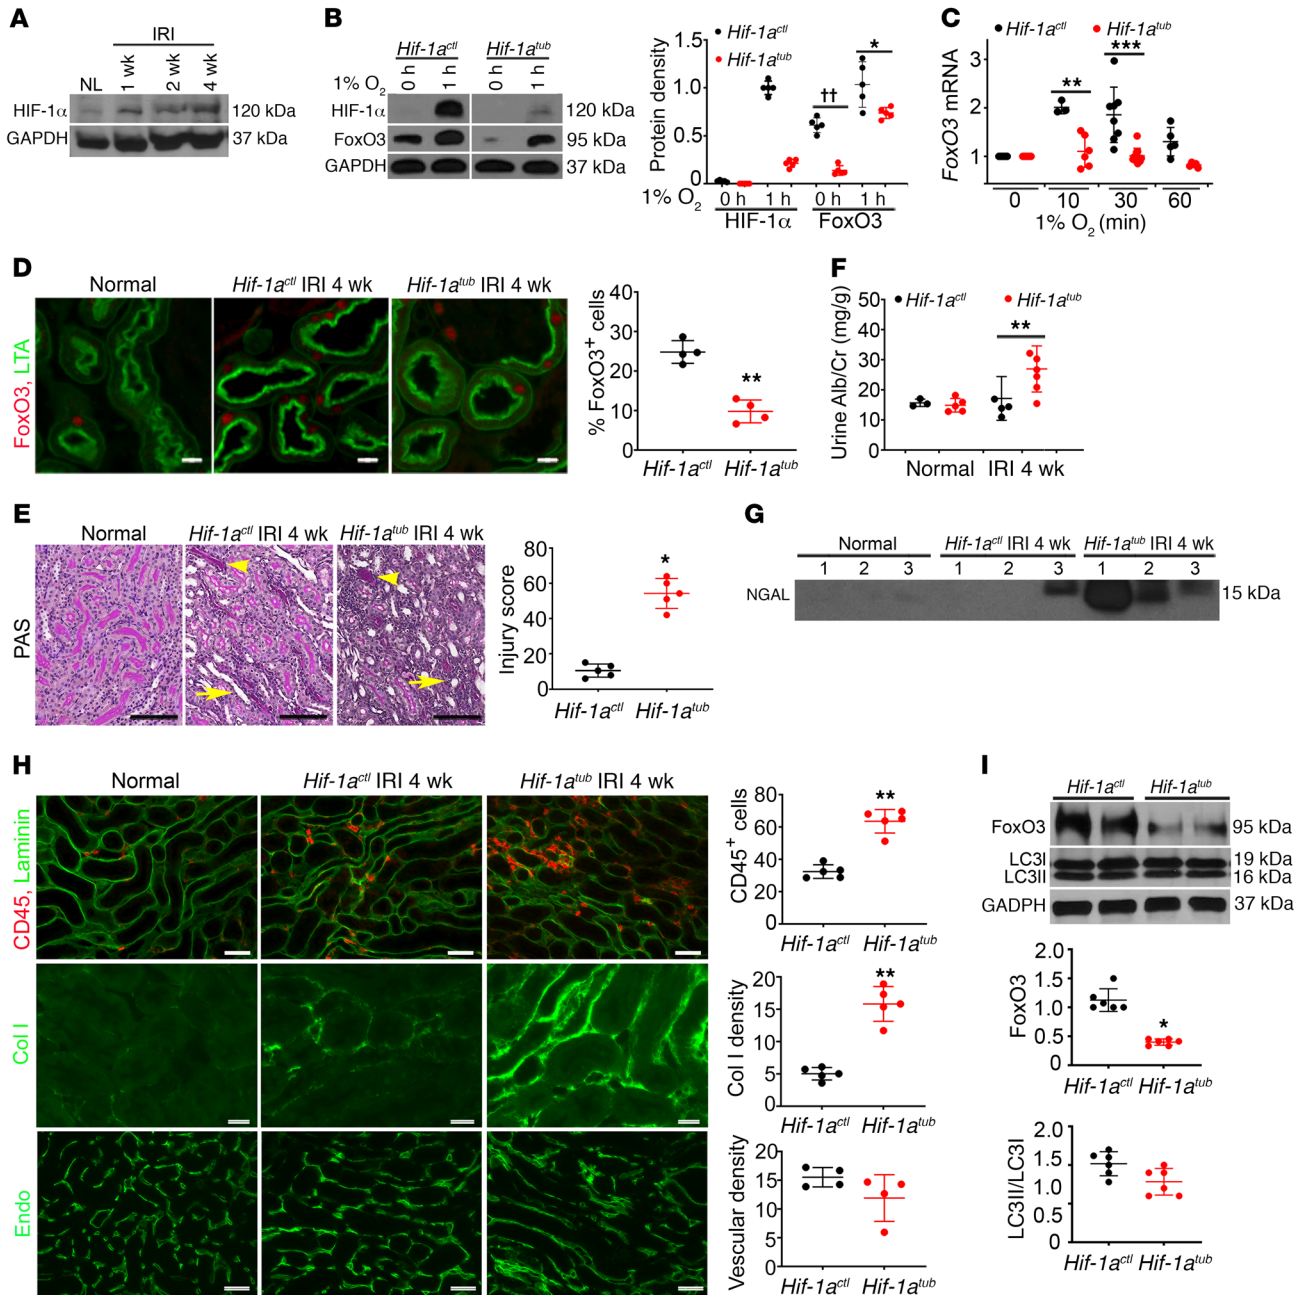 A
IRI
NL
1 wk
2 wk
4 wk
HIF-1α
120 kDa
GAPDH
37 kDa
B
Hif-1a^ctl
Hif-1a^tub
1% O2
0 h
1 h
0 h
1 h
HIF-1α
120 kDa
FoxO3
95 kDa
GAPDH
37 kDa
Hif-1a^ctl
Hif-1a^tub
Protein density
1.5
1.0
0.5
0
††
*
1% O2
0 h
1 h
0 h
1 h
HIF-1α
FoxO3
C
Hif-1a^ctl
Hif-1a^tub
FoxO3 mRNA
3
2
1
**
***
0
10
30
60
1% O2 (min)
D
Normal
Hif-1a^ctl IRI 4 wk
Hif-1a^tub IRI 4 wk
FoxO3, LTA
% FoxO3+ cells
40
30
20
10
0
**
Hif-1a^ctl
Hif-1a^tub
F
Hif-1a^ctl
Hif-1a^tub
Urine Alb/Cr (mg/g)
50
40
30
20
10
0
**
Normal
IRI 4 wk
E
Normal
Hif-1a^ctl IRI 4 wk
Hif-1a^tub IRI 4 wk
PAS
Injury score
80
60
40
20
0
*
Hif-1a^ctl
Hif-1a^tub
G
Normal
Hif-1a^ctl IRI 4 wk
Hif-1a^tub IRI 4 wk
1 2 3
1 2 3
1 2 3
NGAL
15 kDa
H
Normal
Hif-1a^ctl IRI 4 wk
Hif-1a^tub IRI 4 wk
CD45, Laminin
Col I
Endo
CD45+ cells
80
60
40
20
0
**
Hif-1a^ctl
Hif-1a^tub
Col I density
20
15
10
5
0
**
Hif-1a^ctl
Hif-1a^tub
Vescular density
20
15
10
5
0
Hif-1a^ctl
Hif-1a^tub
I
Hif-1a^ctl
Hif-1a^tub
FoxO3
95 kDa
LC3I
19 kDa
LC3II
16 kDa
GADPH
37 kDa
FoxO3
2.0
1.5
1.0
0.5
0
*
Hif-1a^ctl
Hif-1a^tub
LC3II/LC3I
2.0
1.5
1.0
0.5
0
Hif-1a^ctl
Hif-1a^tub